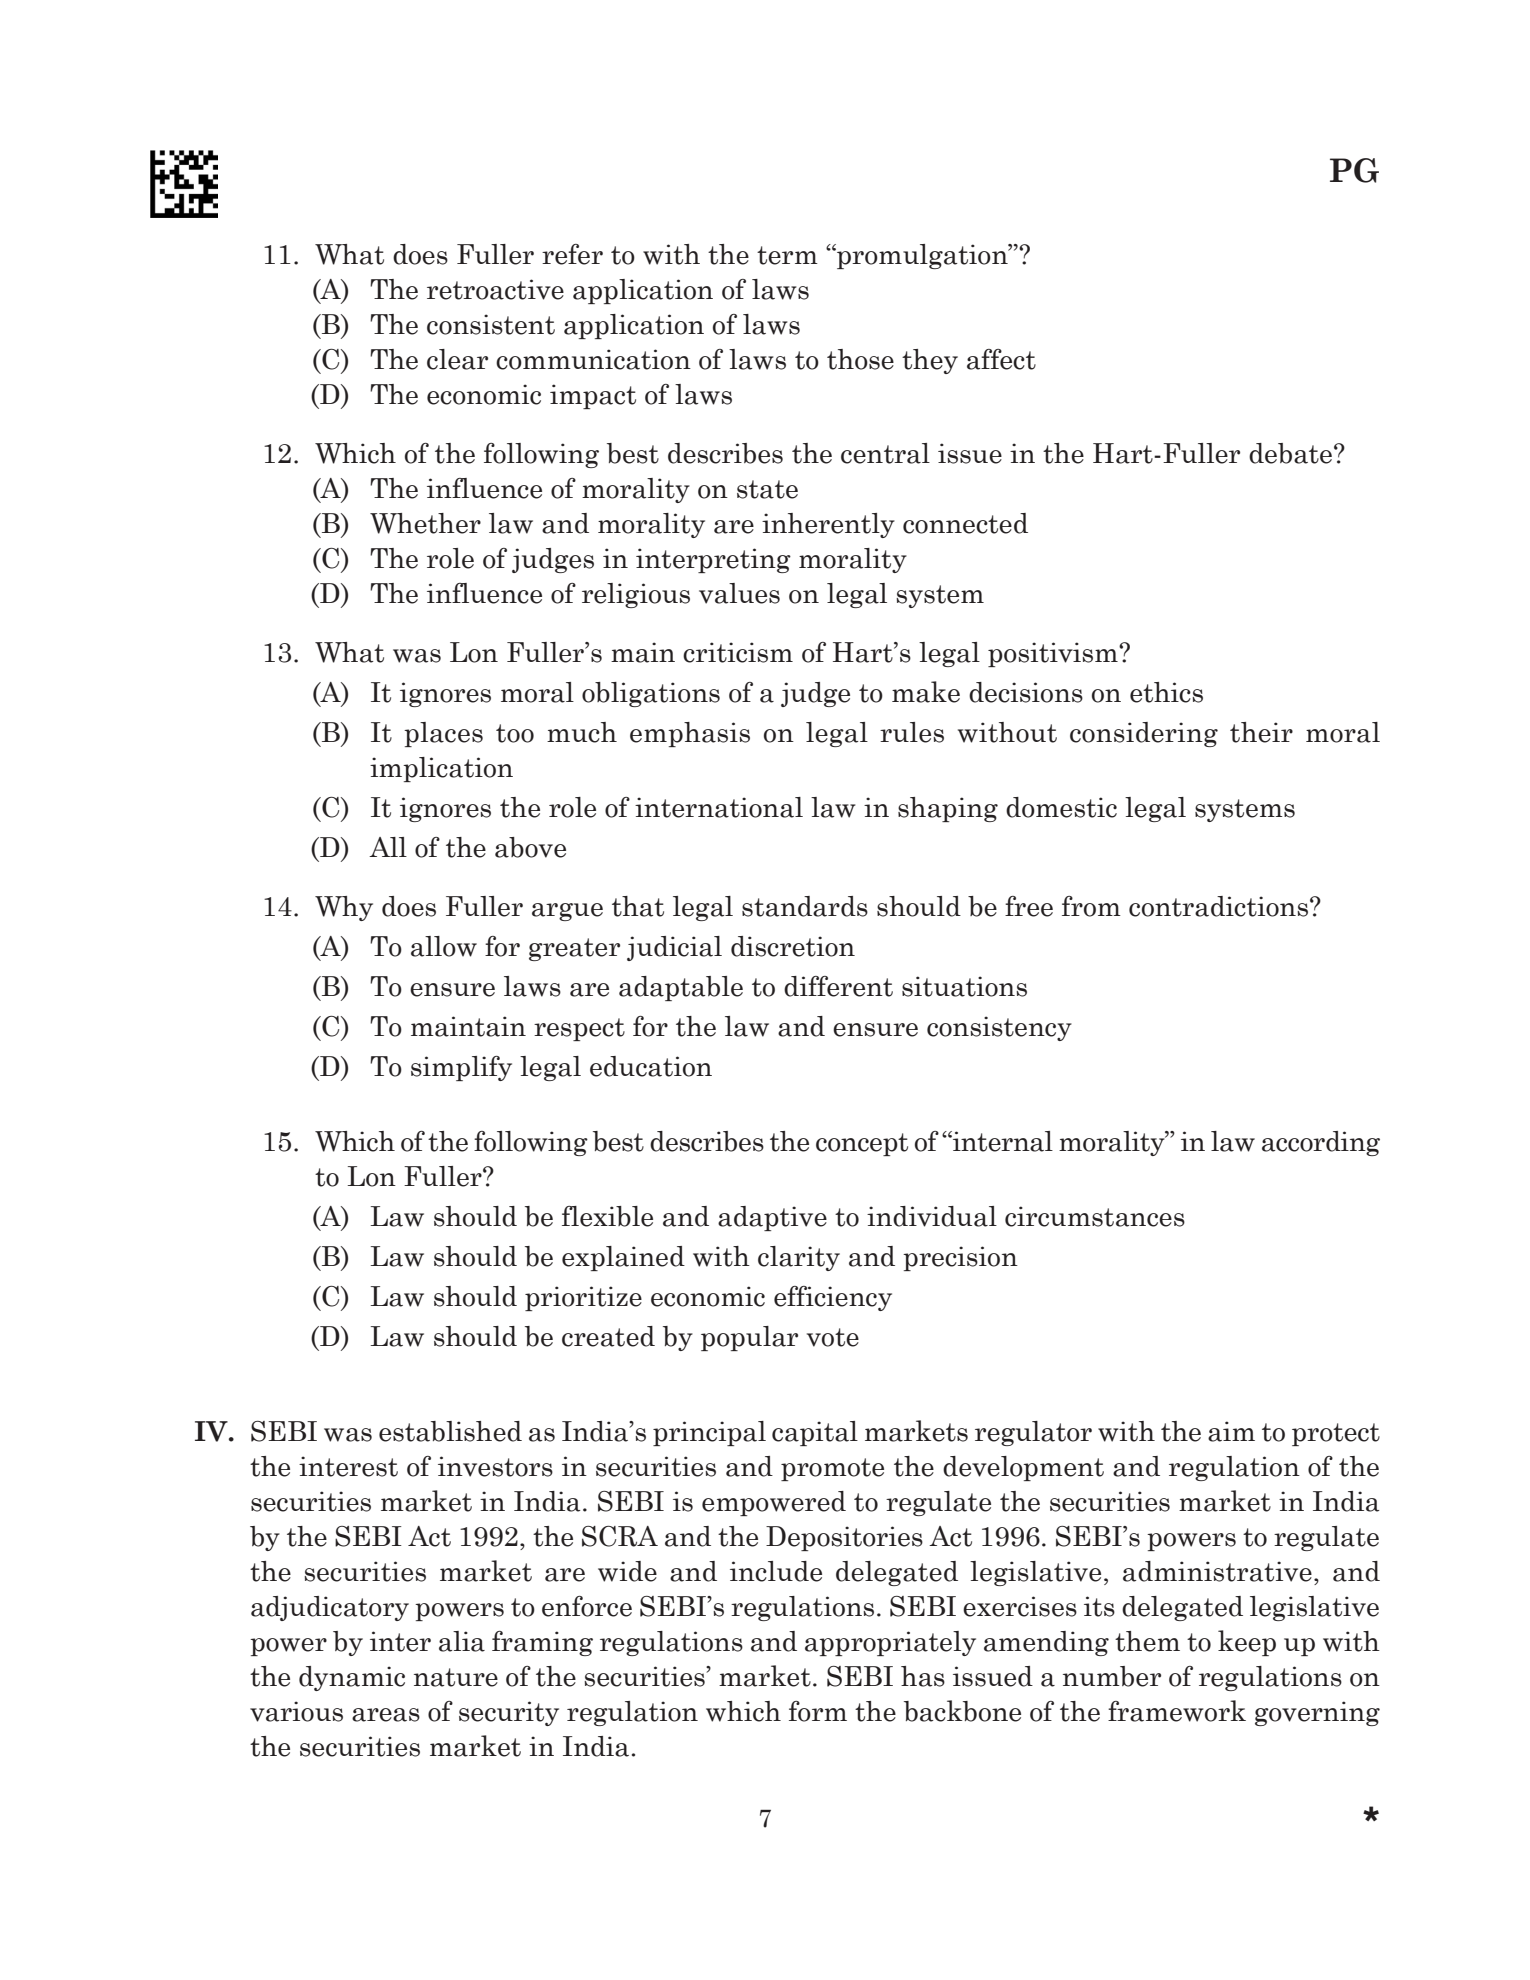 PG
11. What does Fuller refer to with the term “promulgation”?
(A) The retroactive application of laws
(B) The consistent application of laws
(C) The clear communication of laws to those they affect
(D) The economic impact of laws
12. Which of the following best describes the central issue in the Hart-Fuller debate?
(A) The influence of morality on state
(B) Whether law and morality are inherently connected
(C) The role of judges in interpreting morality
(D) The influence of religious values on legal system
13. What was Lon Fuller’s main criticism of Hart’s legal positivism?
(A) It ignores moral obligations of a judge to make decisions on ethics
(B) It places too much emphasis on legal rules without considering their moral
implication
(C) It ignores the role of international law in shaping domestic legal systems
(D) All of the above
14. Why does Fuller argue that legal standards should be free from contradictions?
(A) To allow for greater judicial discretion
(B) To ensure laws are adaptable to different situations
(C) To maintain respect for the law and ensure consistency
(D) To simplify legal education
15. Which of the following best describes the concept of “internal morality” in law according
to Lon Fuller?
(A) Law should be flexible and adaptive to individual circumstances
(B) Law should be explained with clarity and precision
(C) Law should prioritize economic efficiency
(D) Law should be created by popular vote
IV. SEBI was established as India’s principal capital markets regulator with the aim to protect
the interest of investors in securities and promote the development and regulation of the
securities market in India. SEBI is empowered to regulate the securities market in India
by the SEBI Act 1992, the SCRA and the Depositories Act 1996. SEBI’s powers to regulate
the securities market are wide and include delegated legislative, administrative, and
adjudicatory powers to enforce SEBI’s regulations. SEBI exercises its delegated legislative
power by inter alia framing regulations and appropriately amending them to keep up with
the dynamic nature of the securities’ market. SEBI has issued a number of regulations on
various areas of security regulation which form the backbone of the framework governing
the securities market in India.
7 *